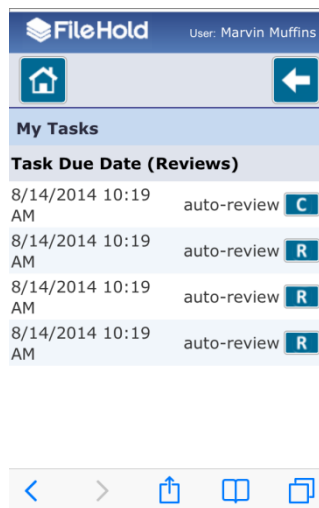 FileHold User: Marvin Muffins
My Tasks
Task Due Date (Reviews)
8/14/2014 10:19
AM
auto-review C
8/14/2014 10:19
AM
auto-review R
8/14/2014 10:19
AM
auto-review R
8/14/2014 10:19
AM
auto-review R